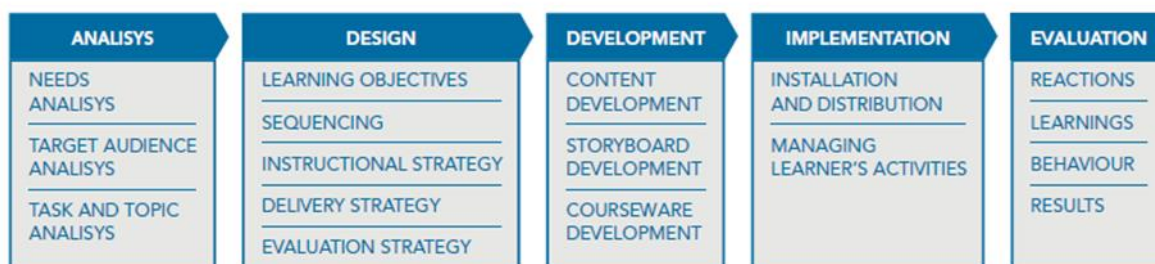 ANALISYS
NEEDS
ANALISYS
TARGET AUDIENCE
ANALISYS
TASK AND TOPIC
ANALISYS
DESIGN
LEARNING OBJECTIVES
SEQUENCING
INSTRUCTIONAL STRATEGY
DELIVERY STRATEGY
EVALUATION STRATEGY
DEVELOPMENT
CONTENT
DEVELOPMENT
STORYBOARD
DEVELOPMENT
COURSEWARE
DEVELOPMENT
IMPLEMENTATION
INSTALLATION
AND DISTRIBUTION
MANAGING
LEARNER'S ACTIVITIES
EVALUATION
REACTIONS
LEARNINGS
BEHAVIOUR
RESULTS